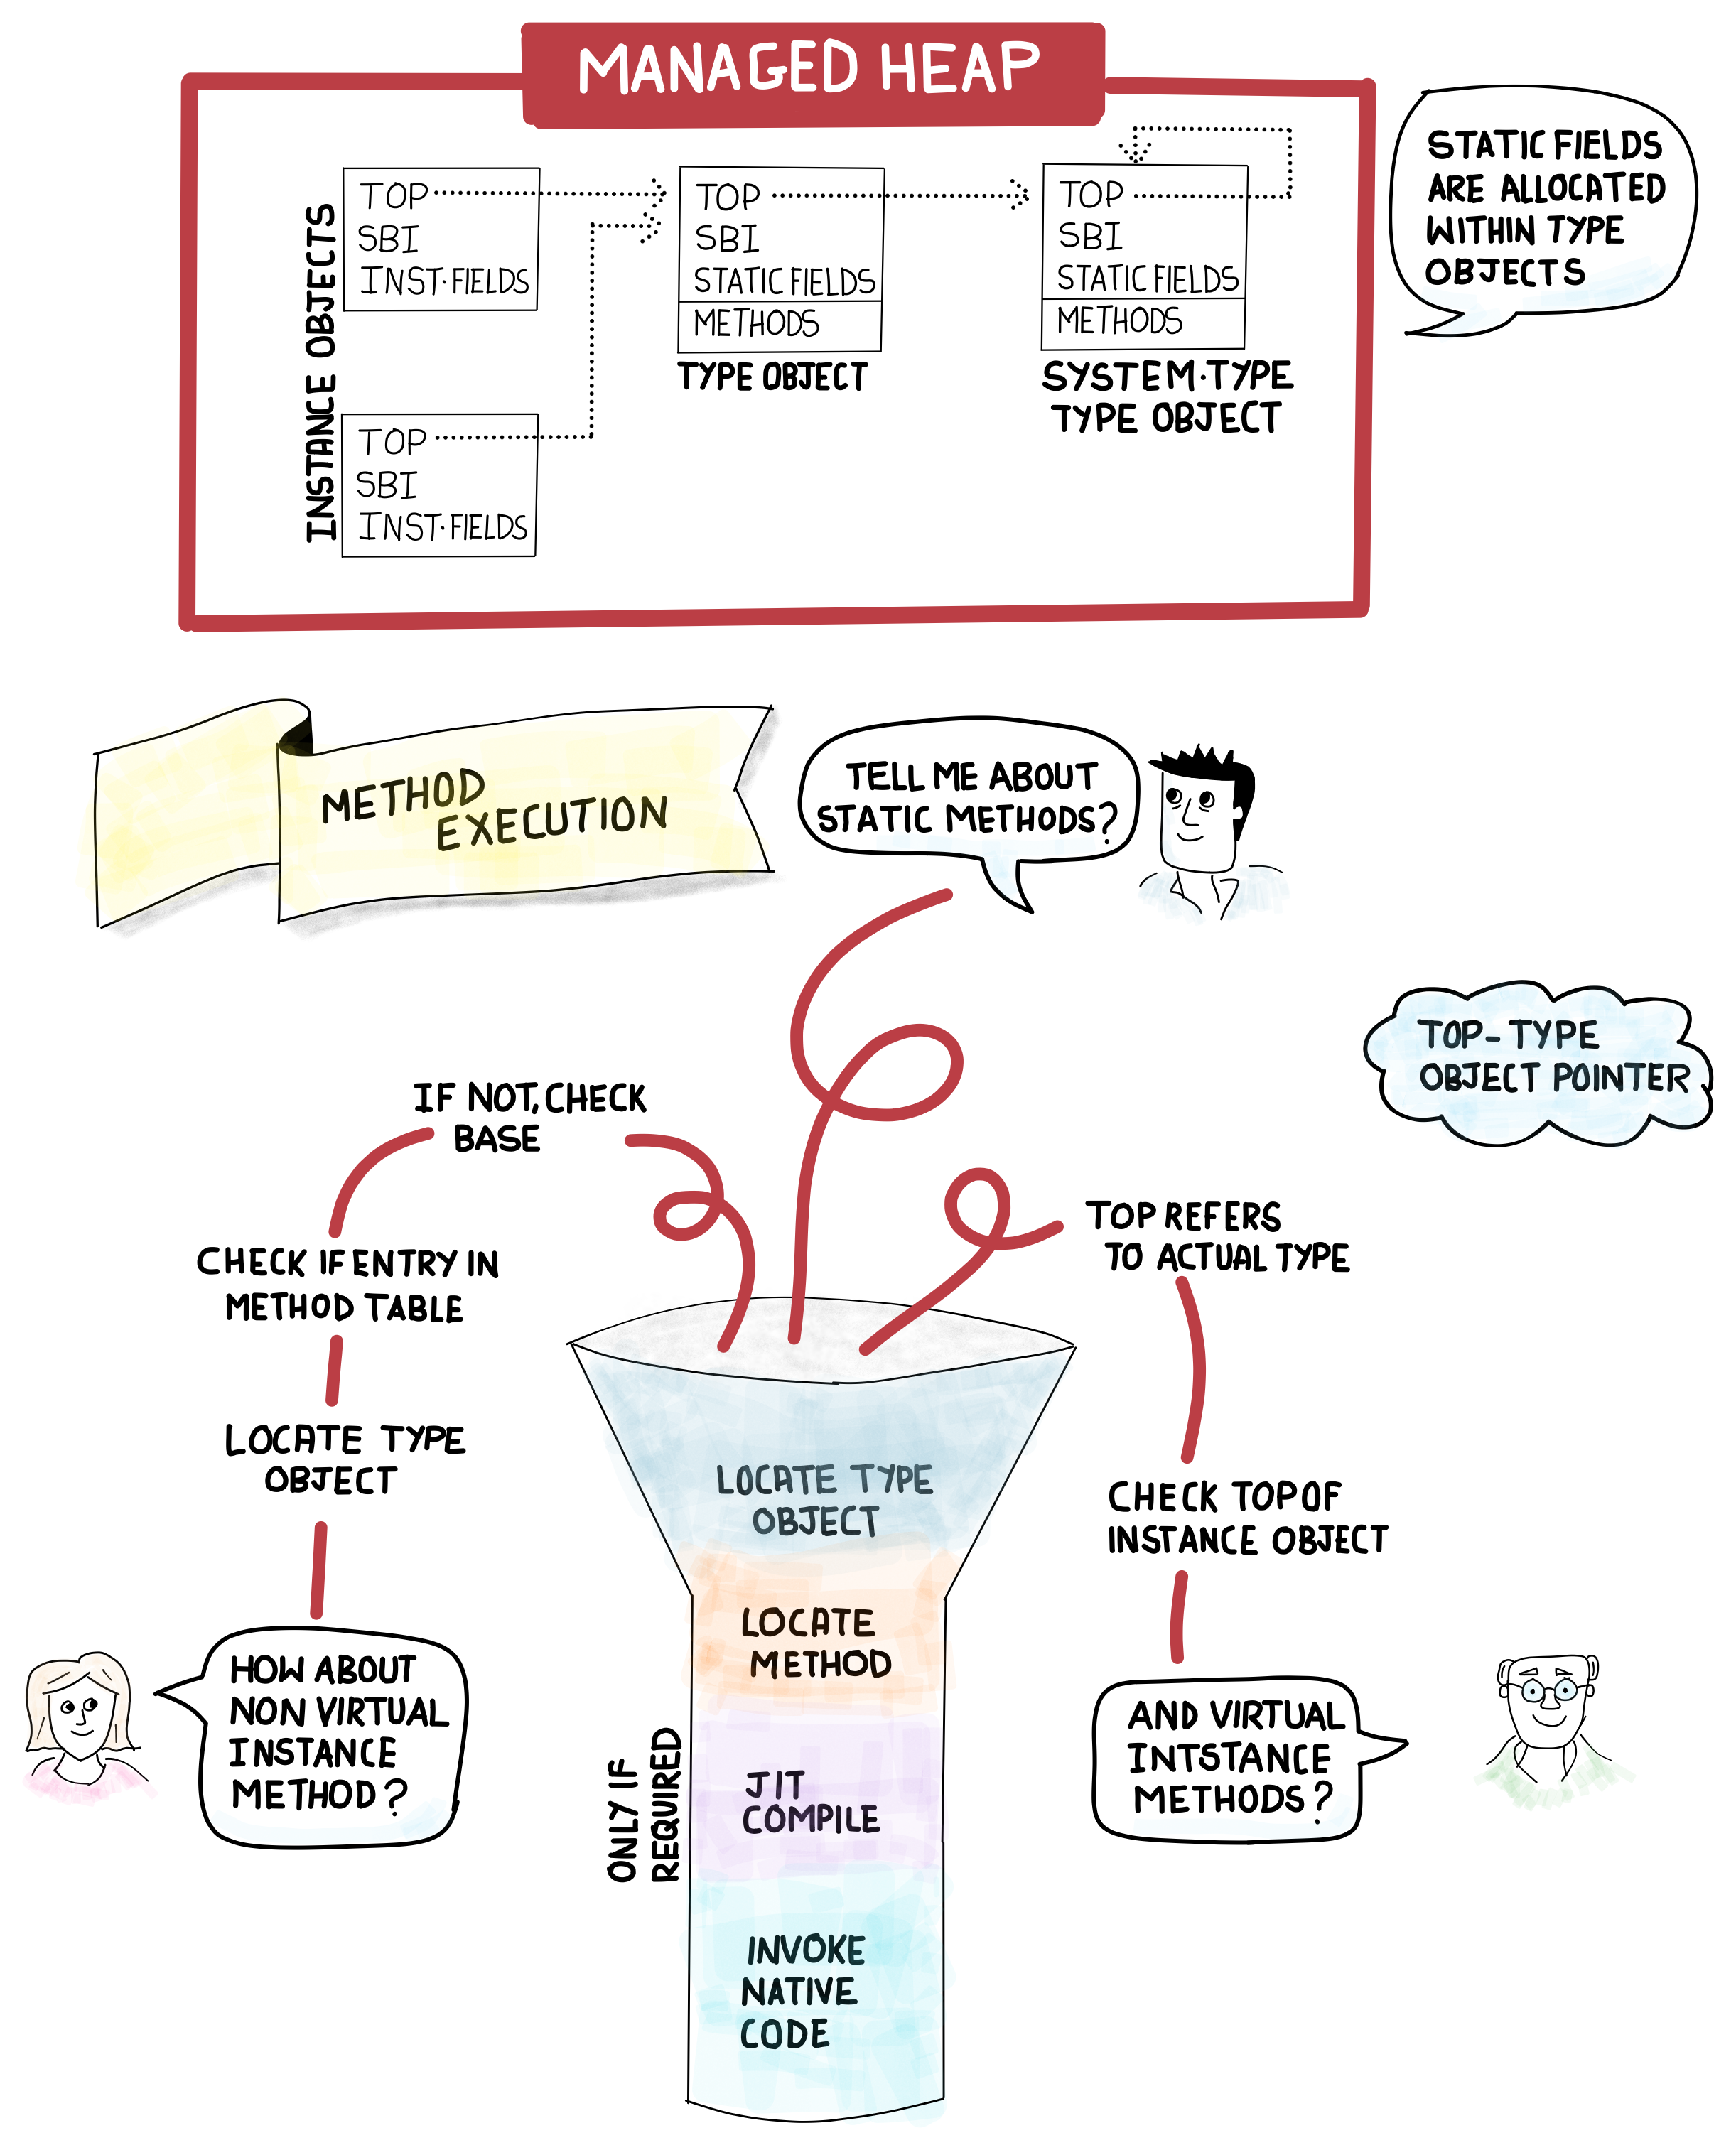 MANAGED HEAP
INSTANCE OBJECTS
TOP
SBI
INST. FIELDS
TOP
SBI
INST. FIELDS
TOP
SBI
STATIC FIELDS
METHODS
TYPE OBJECT
TOP
SBI
STATIC FIELDS
METHODS
SYSTEM.TYPE
TYPE OBJECT
STATIC FIELDS
ARE ALLOCATED
WITHIN TYPE
OBJECTS
METHOD
EXECUTION
TELL ME ABOUT
STATIC METHODS?
TOP- TYPE
OBJECT POINTER
IF NOT, CHECK
BASE
CHECK IF ENTRY IN
METHOD TABLE
LOCATE TYPE
OBJECT
HOW ABOUT
NON VIRTUAL
INSTANCE
METHOD?
TOP REFERS
TO ACTUAL TYPE
CHECK TOP OF
INSTANCE OBJECT
AND VIRTUAL
INTSTANCE
METHODS?
LOCATE TYPE
OBJECT
LOCATE
METHOD
ONLY IF
REQUIRED
JIT
COMPILE
INVOKE
NATIVE
CODE